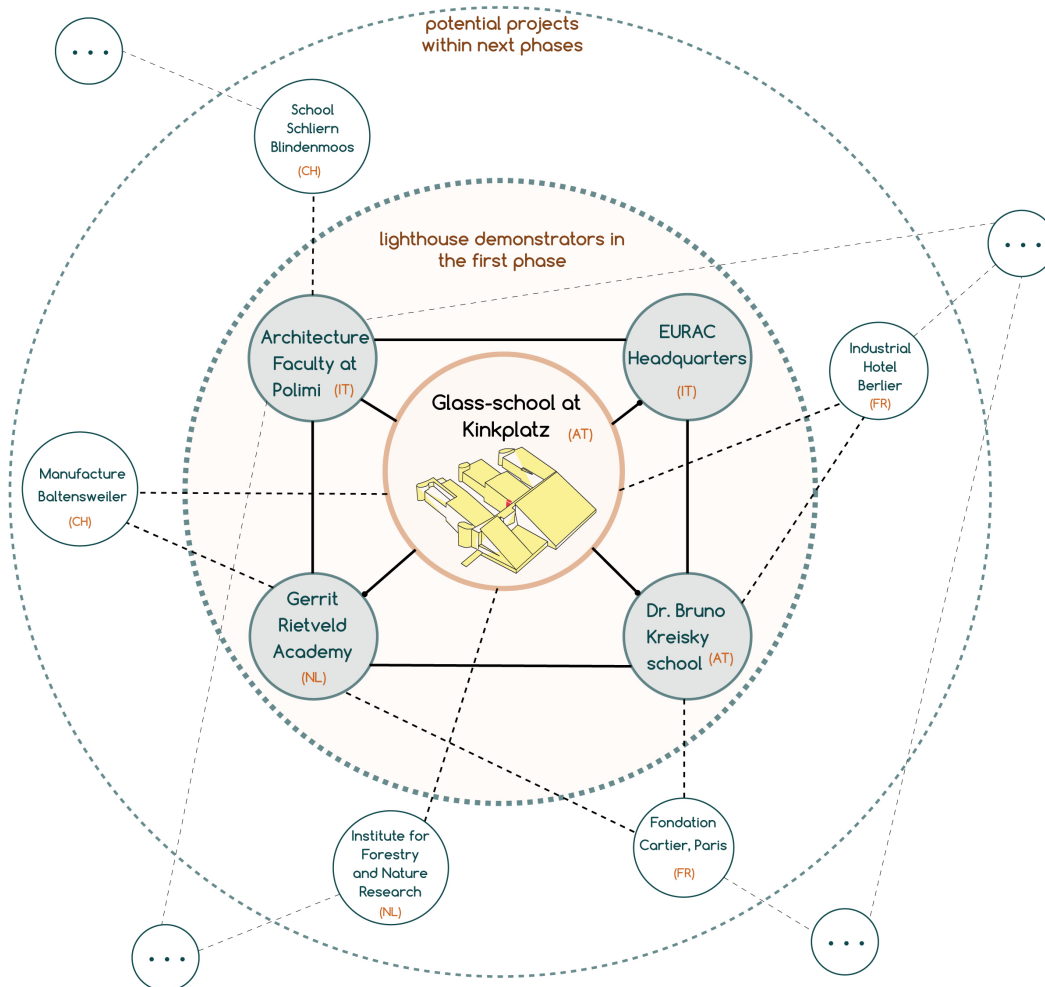 potential projects
within next phases
• • •
School
Schliern
Blindenmoos
(CH)
lighthouse demonstrators in
the first phase
• • •
Architecture
Faculty at
Polimi (IT)
EURAC
Headquarters
(IT)
Industrial
Hotel
Berlier
(FR)
Glass-school at
Kinkplatz (AT)
Manufacture
Baltensweiler
(CH)
Gerrit
Rietveld
Academy
(NL)
Dr. Bruno
Kreisky
school (AT)
Institute for
Forestry
and Nature
Research
(NL)
Fondation
Cartier, Paris
(FR)
• • •
• • •